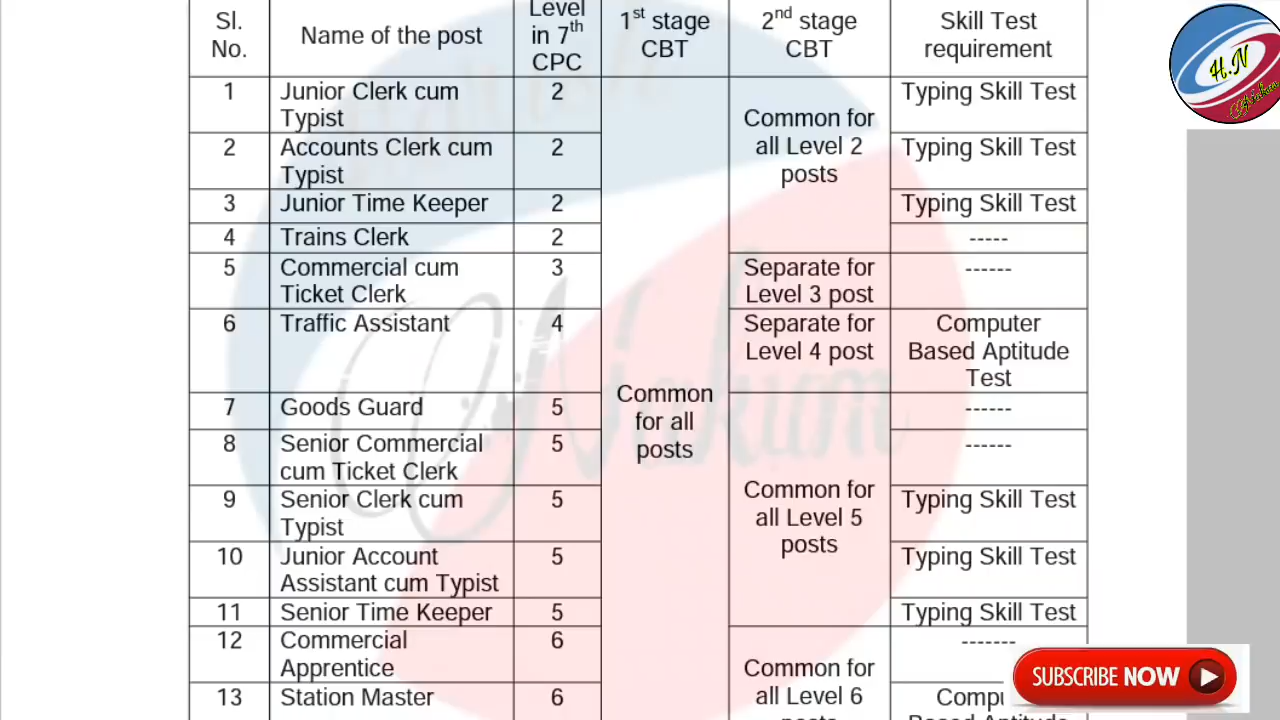 Sl. No. Name of the post Level in 7th CPC 1st stage CBT 2nd stage CBT Skill Test requirement
1 Junior Clerk cum Typist 2 Common for all posts Common for all Level 2 posts Typing Skill Test
2 Accounts Clerk cum Typist 2 Typing Skill Test
3 Junior Time Keeper 2 Typing Skill Test
4 Trains Clerk 2 -----
5 Commercial cum Ticket Clerk 3 Separate for Level 3 post ------
6 Traffic Assistant 4 Separate for Level 4 post Computer Based Aptitude Test
7 Goods Guard 5 Common for all Level 5 posts ------
8 Senior Commercial cum Ticket Clerk 5 ------
9 Senior Clerk cum Typist 5 Typing Skill Test
10 Junior Account Assistant cum Typist 5 Typing Skill Test
11 Senior Time Keeper 5 Typing Skill Test
12 Commercial Apprentice 6 Common for all Level 6 posts -------
13 Station Master 6 Based Aptitude
H.N
SUBSCRIBE NOW